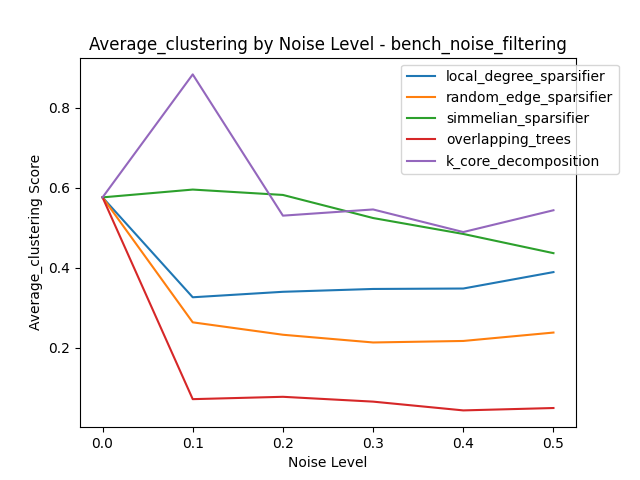 Average_clustering by Noise Level - bench_noise_filtering
local_degree_sparsifier
random_edge_sparsifier
simmelian_sparsifier
overlapping_trees
k_core_decomposition
Average_clustering Score
0.8
0.6
0.4
0.2
0.0 0.1 0.2 0.3 0.4 0.5
Noise Level